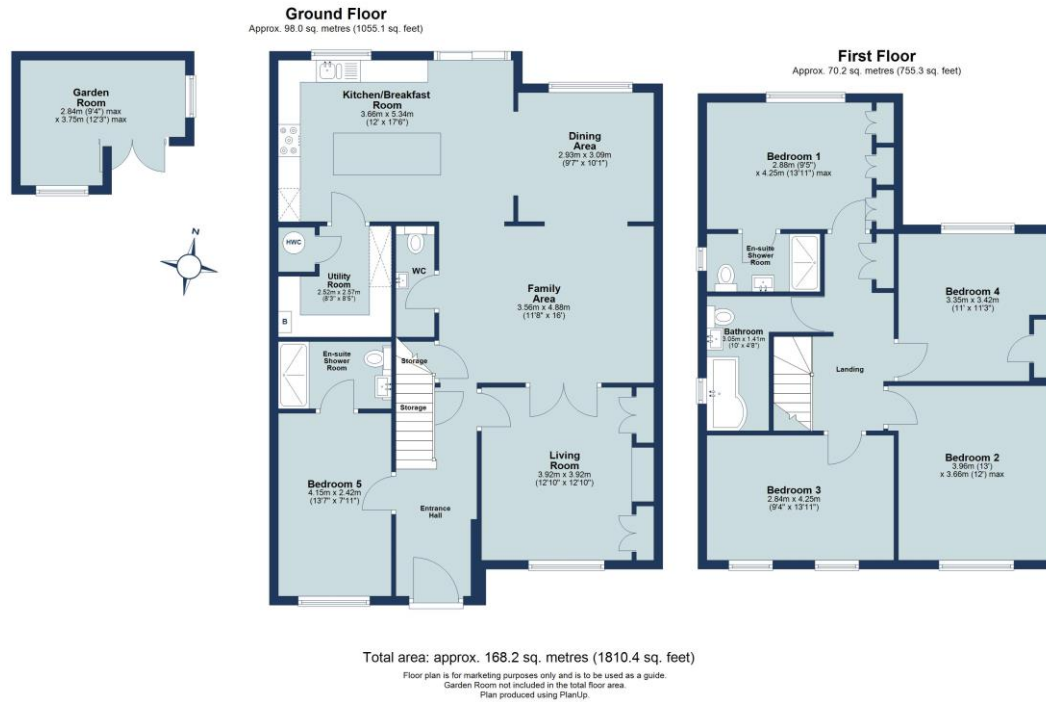 Ground Floor
Approx. 98.0 sq. metres (1055.1 sq. feet)
Garden
Room
2.84m (9'4") max
x 3.75m (12'3") max
Kitchen/Breakfast
Room
3.66m x 5.34m
(12' x 17'6")
Dining
Area
2.93m x 3.09m
(9'7" x 10'1")
N
HWC
Utility
Room
2.52m x 2.57m
(8'3" x 8'5")
B
WC
Family
Area
3.56m x 4.88m
(11'8" x 16')
En-suite
Shower
Room
Storage
Storage
Living
Room
3.92m x 3.92m
(12'10" x 12'10")
Bedroom 5
4.15m x 2.42m
(13'7" x 7'11")
Entrance
Hall
First Floor
Approx. 70.2 sq. metres (755.3 sq. feet)
Bedroom 1
2.88m (9'5")
x 4.25m (13'11") max
En-suite
Shower
Room
Bedroom 4
3.35m x 3.42m
(11' x 11'3")
Bathroom
3.05m x 1.41m
(10' x 4'8")
Landing
Bedroom 2
3.96m (13')
x 3.66m (12') max
Bedroom 3
2.84m x 4.25m
(9'4" x 13'11")
Total area: approx. 168.2 sq. metres (1810.4 sq. feet)
Floor plan is for marketing purposes only and is to be used as a guide.
Garden Room not included in the total floor area.
Plan produced using PlanUp.